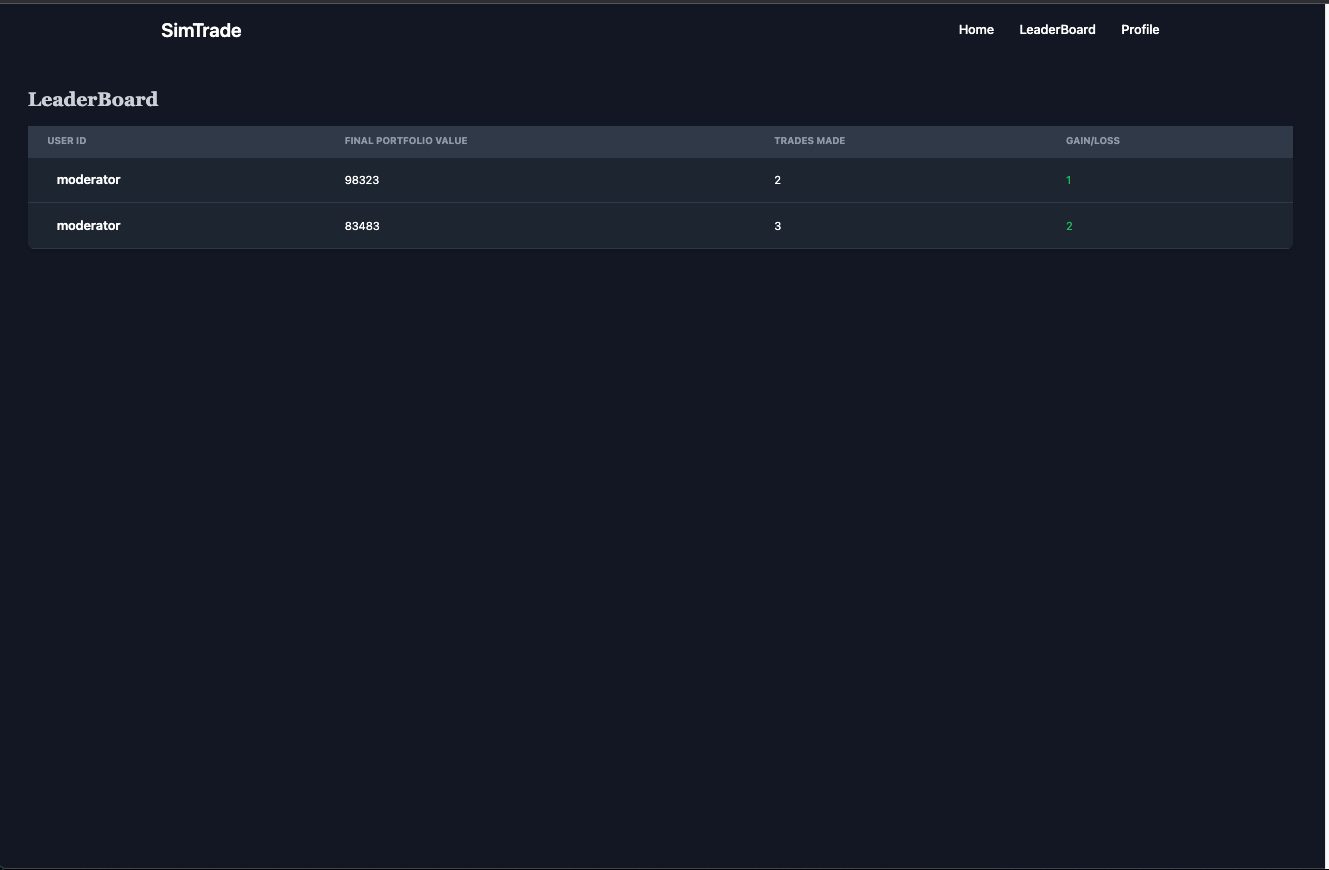 SimTrade Home LeaderBoard Profile
LeaderBoard
USER ID FINAL PORTFOLIO VALUE TRADES MADE GAIN/LOSS
moderator 98323 2 1
moderator 83483 3 2